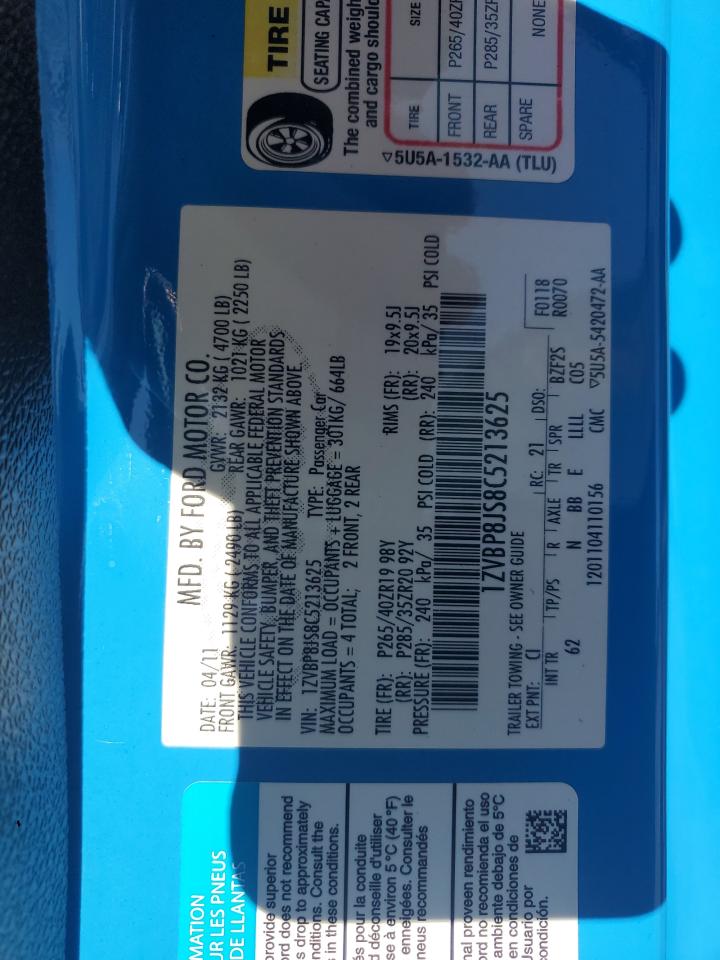 MFD. BY FORD MOTOR CO.
DATE: 04/11 GVWR: 2132 KG ( 4700 LB)
FRONT GAWR: 1129 KG ( 2490 LB) REAR GAWR: 1021 KG ( 2250 LB)
THIS VEHICLE CONFORMS TO ALL APPLICABLE FEDERAL MOTOR
VEHICLE SAFETY, BUMPER, AND THEFT PREVENTION STANDARDS
IN EFFECT ON THE DATE OF MANUFACTURE SHOWN ABOVE.
VIN: 1ZVBP8JS8C5213625 TYPE: Passenger Car
MAXIMUM LOAD = OCCUPANTS + LUGGAGE = 301KG/ 664LB
OCCUPANTS = 4 TOTAL; 2 FRONT, 2 REAR
TIRE (FR): P265/40ZR19 98Y RIMS (FR): 19x9.5J
(RR): P285/35ZR20 92Y (RR): 20x9.5J
PRESSURE (FR): 240 kPa/ 35 PSI COLD (RR): 240 kPa/ 35 PSI COLD
1ZVBP8JS8C5213625
TRAILER TOWING - SEE OWNER GUIDE
EXT PNT: CI RC: 21 DSO: F0118
R0070
INT TR TP/PS R AXLE TR SPR BZF2S
62 N BB E LLLL C05
1201104110156 CMC ▽5U5A-5420472-AA
TIRE
SEATING CAP
The combined weigh
and cargo shoul
TIRE SIZE
FRONT P265/40ZR
REAR P285/35ZR
SPARE NONE
▽5U5A-1532-AA (TLU)
MATION
UR LES PNEUS
DE LLANTAS
provide superior
ord does not recommend
s drop to approximately
nditions. Consult the
s in these conditions.
és pour la conduite
d déconseille d'utiliser
se à environ 5 °C (40 °F)
enneigées. Consulter le
neus recommandés
nal proveen rendimiento
rd no recomienda el uso
ambiente debajo de 5°C
en condiciones de
Usuario por
condición.